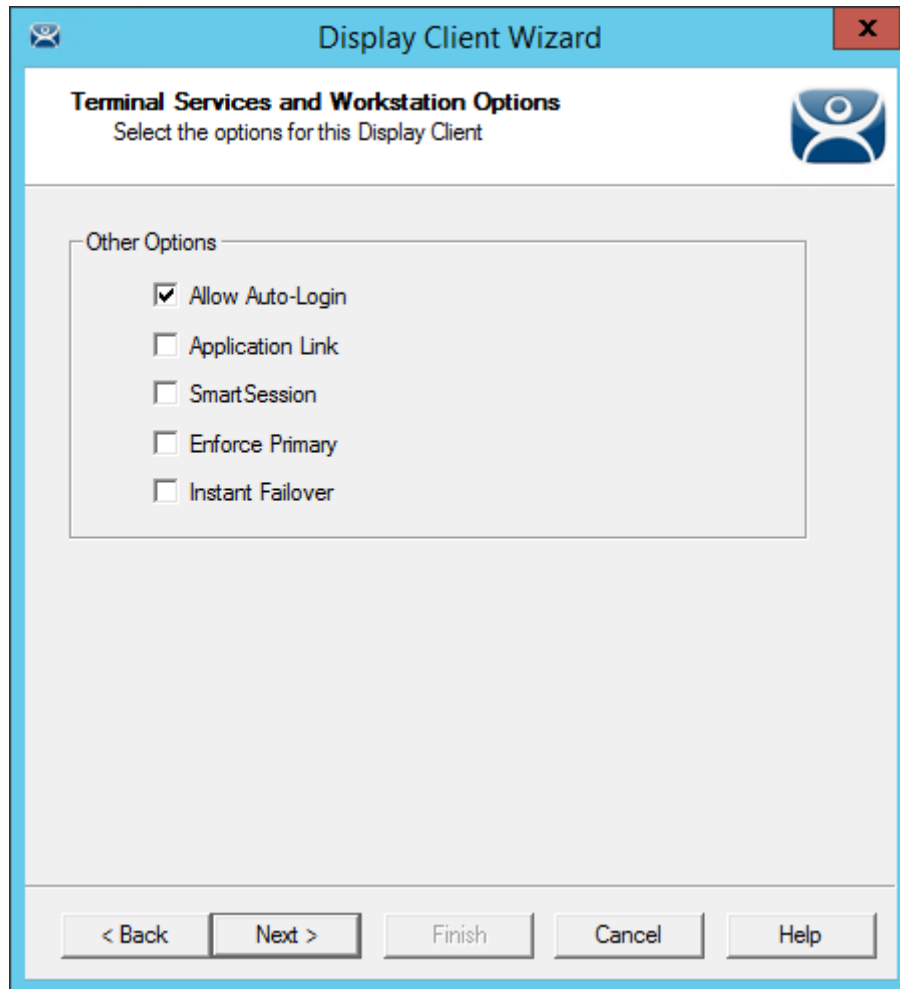 Display Client Wizard
x
Terminal Services and Workstation Options
Select the options for this Display Client
Other Options
Allow Auto-Login
Application Link
SmartSession
Enforce Primary
Instant Failover
< Back Next > Finish Cancel Help